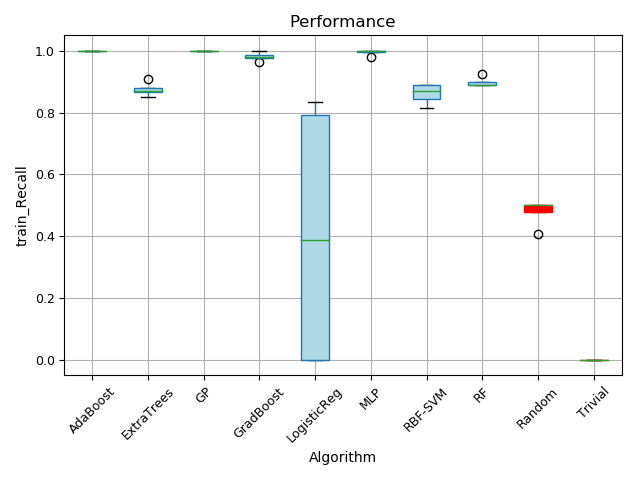 Performance
train_Recall
1.0
0.8
0.6
0.4
0.2
0.0
AdaBoost
ExtraTrees
GP
GradBoost
LogisticReg
MLP
RBF-SVM
RF
Random
Trivial
Algorithm